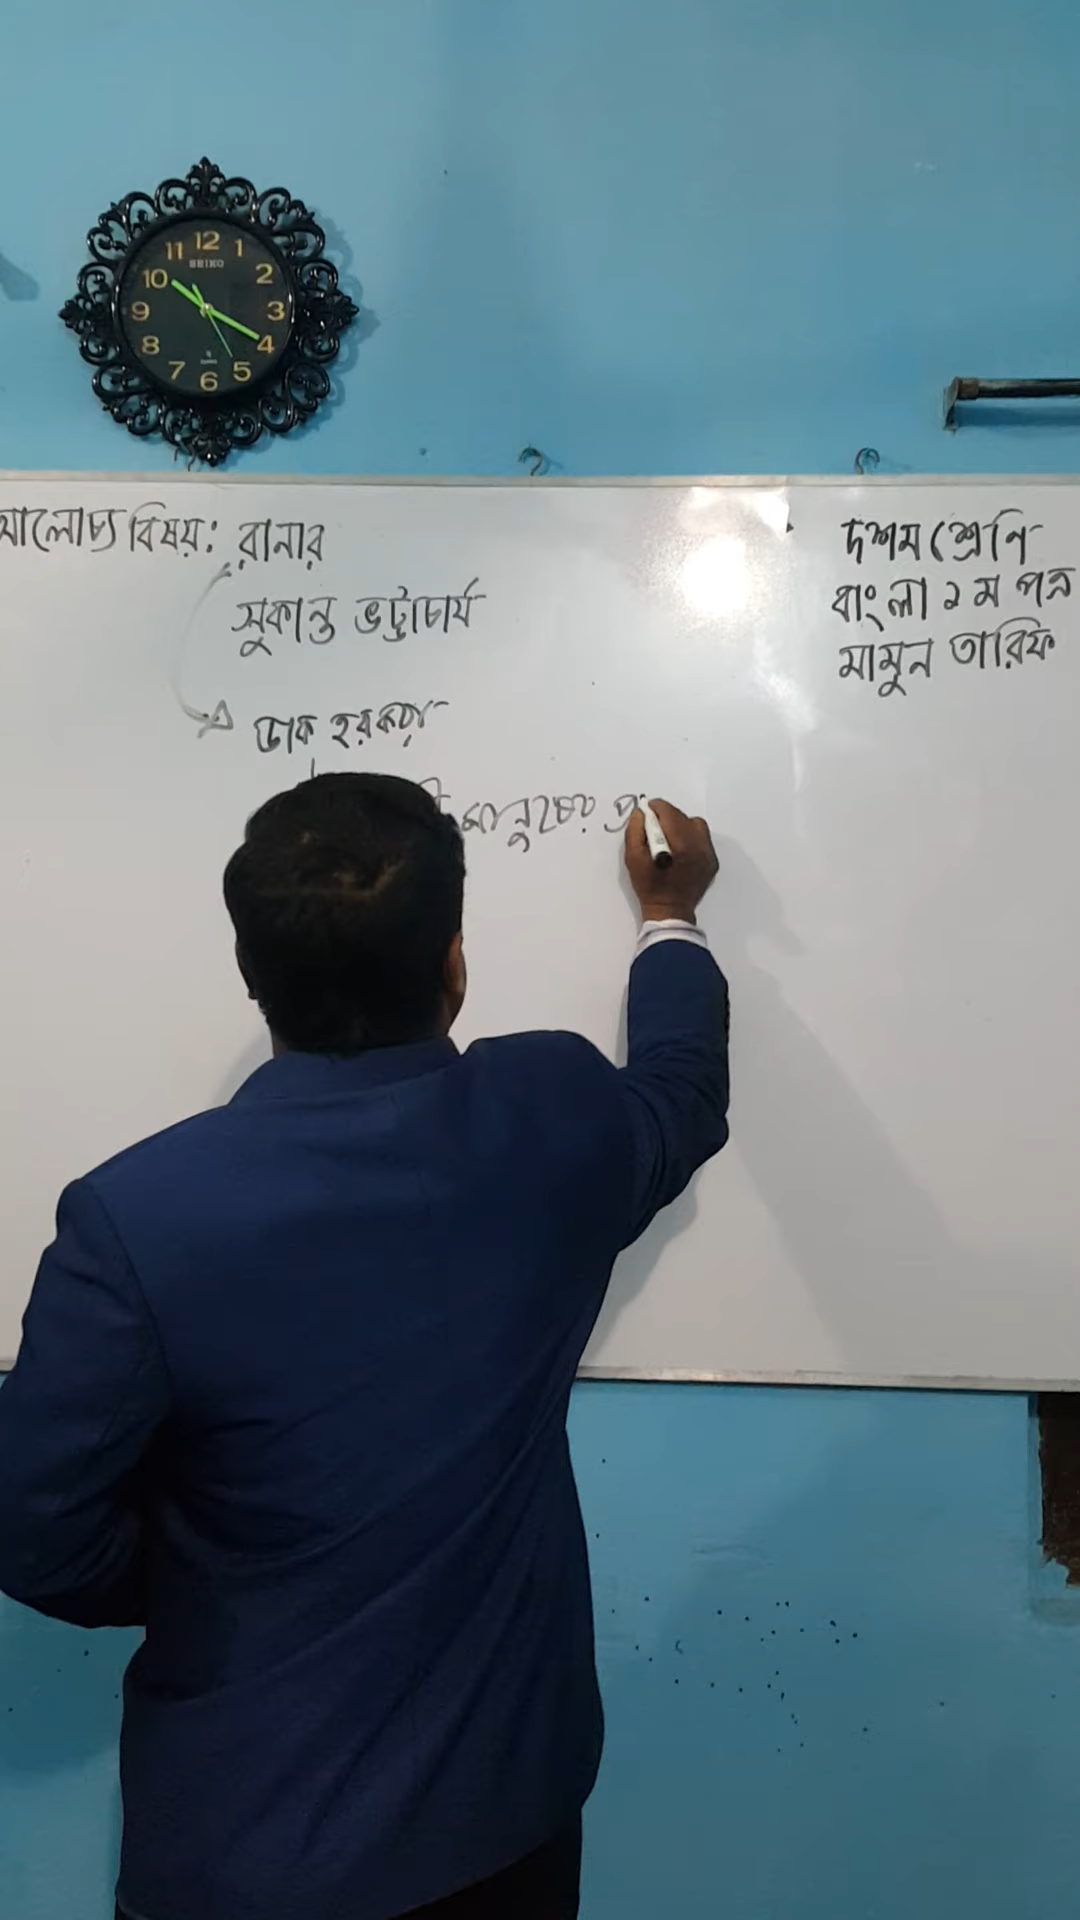 12
11 1
SEIKO
10 2
9 3
8 4
7 5
6
আলোচ্য বিষয়: রানার
সুকান্ত ভট্টাচার্য
ডাক হরকরা
মানুষের
দশম শ্রেণি
বাংলা ১ম পত্র
মামুন তারিফ